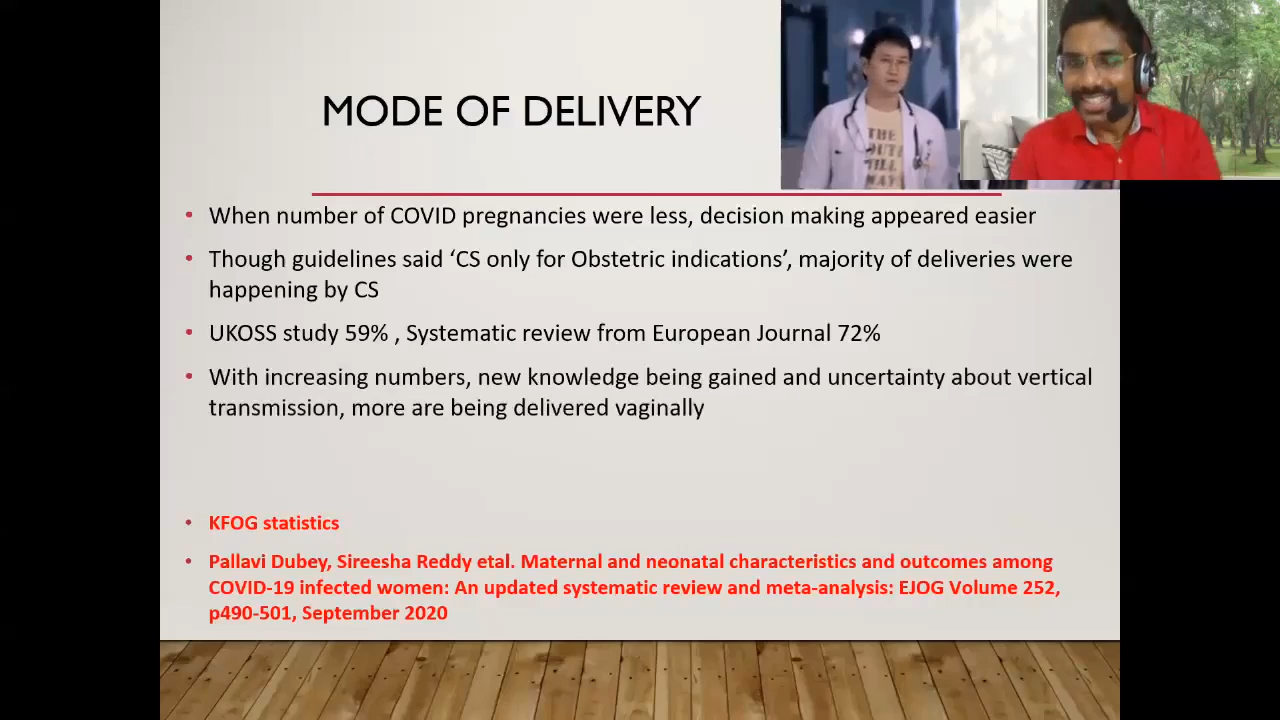 MODE OF DELIVERY
THE
TILL
• When number of COVID pregnancies were less, decision making appeared easier
• Though guidelines said ‘CS only for Obstetric indications’, majority of deliveries were
happening by CS
• UKOSS study 59% , Systematic review from European Journal 72%
• With increasing numbers, new knowledge being gained and uncertainty about vertical
transmission, more are being delivered vaginally
• KFOG statistics
• Pallavi Dubey, Sireesha Reddy etal. Maternal and neonatal characteristics and outcomes among
COVID-19 infected women: An updated systematic review and meta-analysis: EJOG Volume 252,
p490-501, September 2020